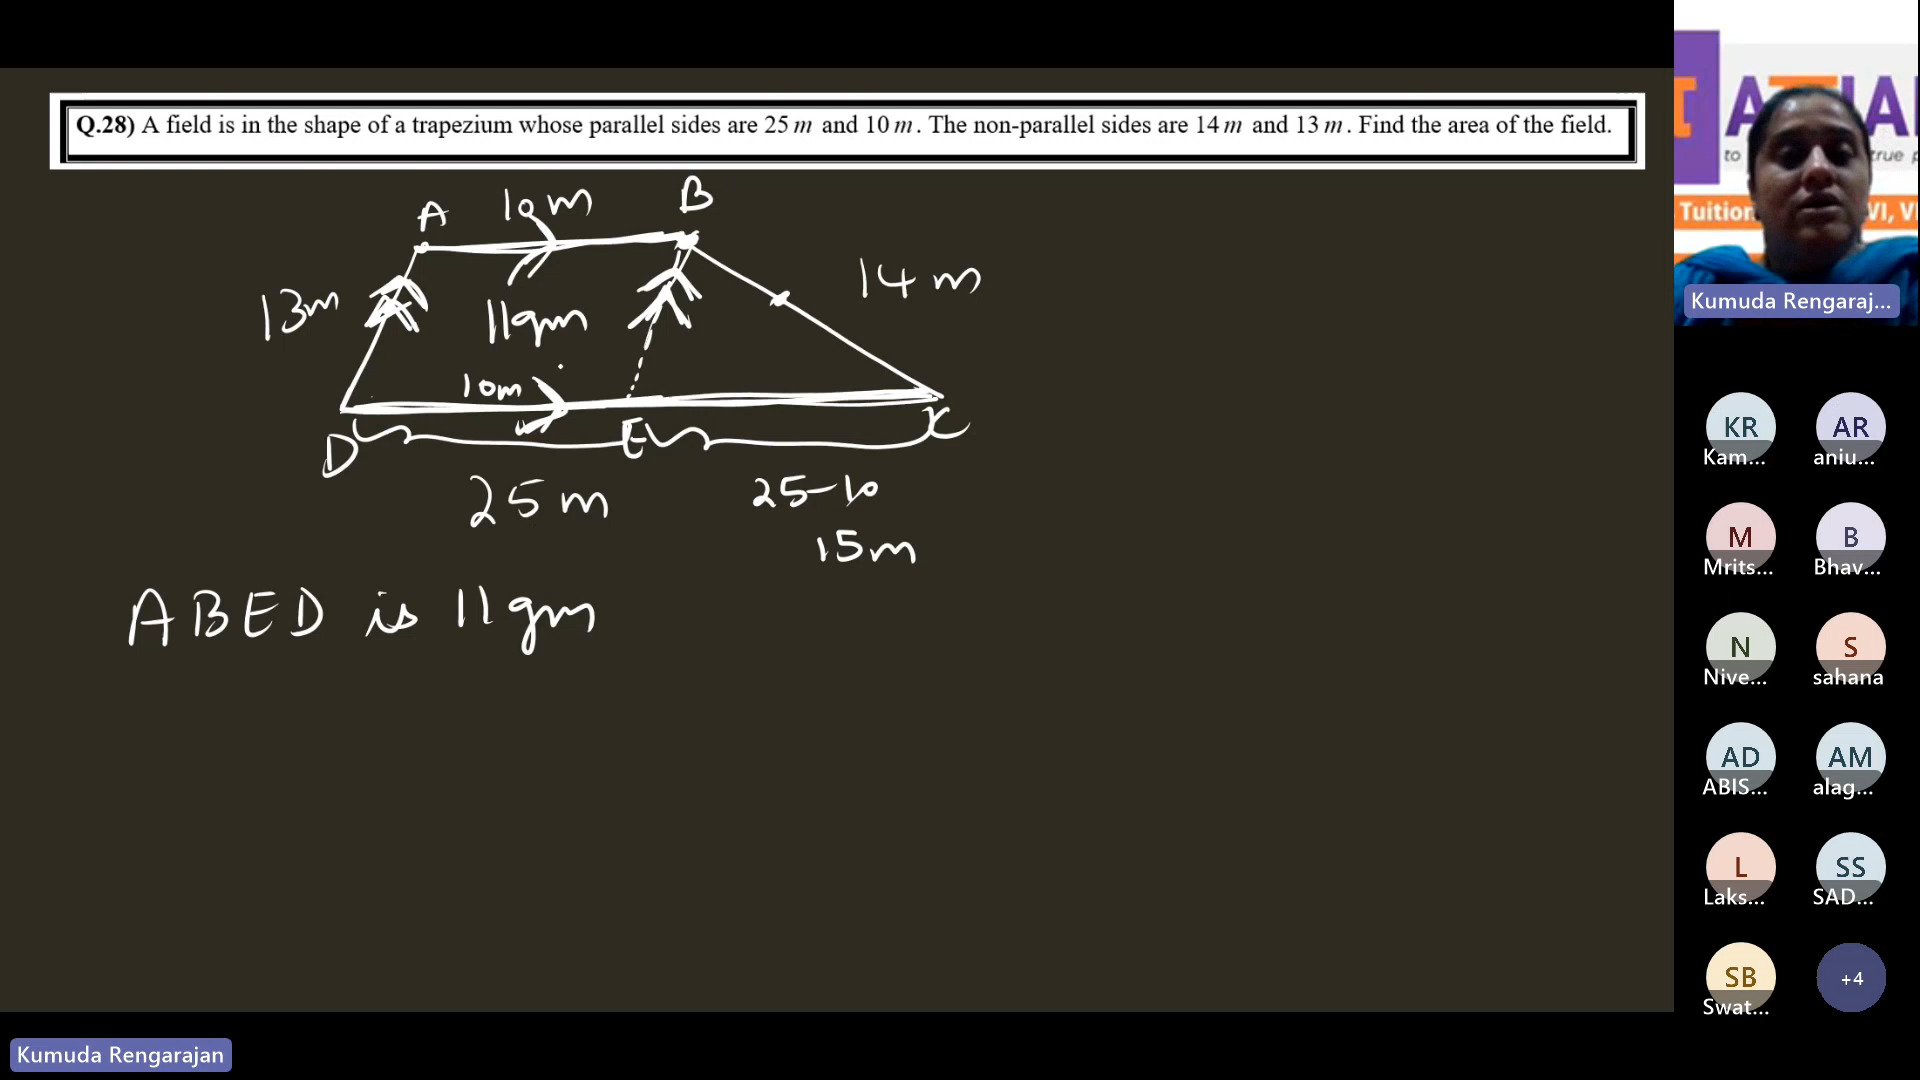 Q.28) A field is in the shape of a trapezium whose parallel sides are 25 m and 10 m. The non-parallel sides are 14 m and 13 m. Find the area of the field.
A 10m B
13m 14 m
11gm
10m
D E C
25 m 25-10
15m
ABED is 11gm
to true p
Tuition VI, V
Kumuda Rengaraj...
KR AR
Kam... aniu...
M B
Mrits... Bhav...
N S
Nive... sahana
AD AM
ABIS... alag...
L SS
Laks... SAD...
SB +4
Swat...
Kumuda Rengarajan